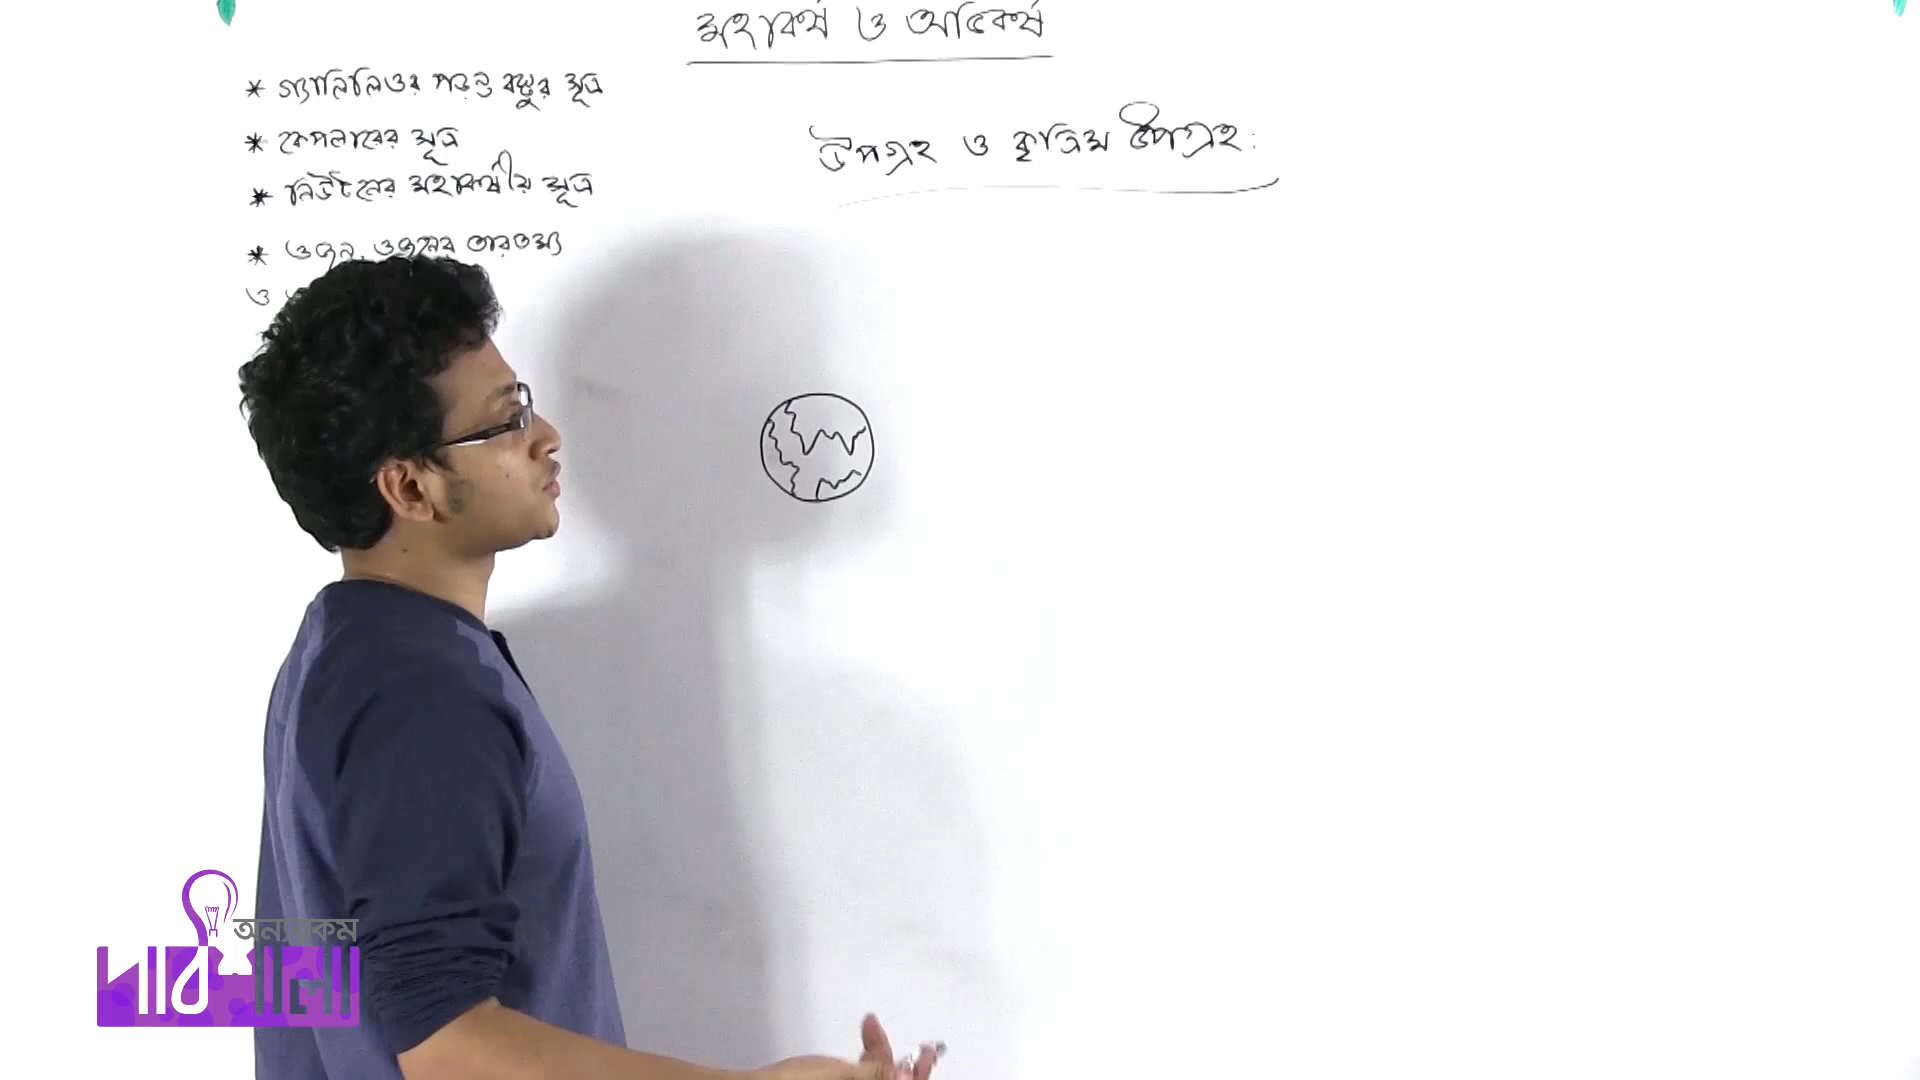 মহাকর্ষ ও অভিকর্ষ
* গ্যালিলিওর পড়ন্ত বস্তুর সূত্র
* কেপলারের সূত্র
* নিউটনের মহাকর্ষীয় সূত্র
* ওজন, ওজনের তারতম্য
ও
উপগ্রহ ও কৃত্রিম উপগ্রহ:
অন্যরকম
পাঠশালা